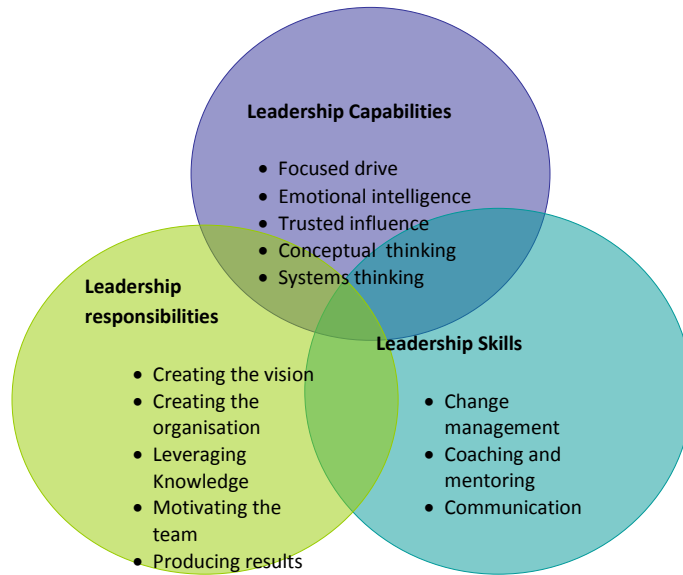 Leadership Capabilities
• Focused drive
• Emotional intelligence
• Trusted influence
• Conceptual thinking
• Systems thinking
Leadership
responsibilities
• Creating the vision
• Creating the
organisation
• Leveraging
Knowledge
• Motivating the
team
• Producing results
Leadership Skills
• Change
management
• Coaching and
mentoring
• Communication